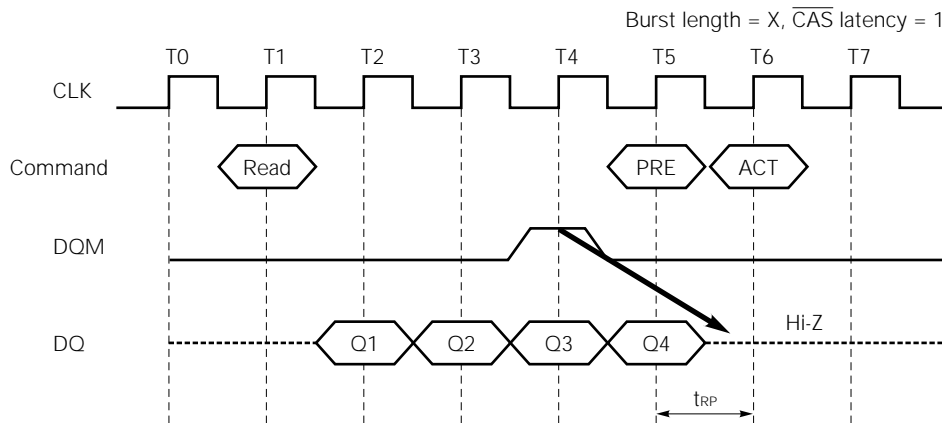 Burst length = X, CAS latency = 1
T0 T1 T2 T3 T4 T5 T6 T7
CLK
Command Read PRE ACT
DQM
DQ Q1 Q2 Q3 Q4 Hi-Z
tRP